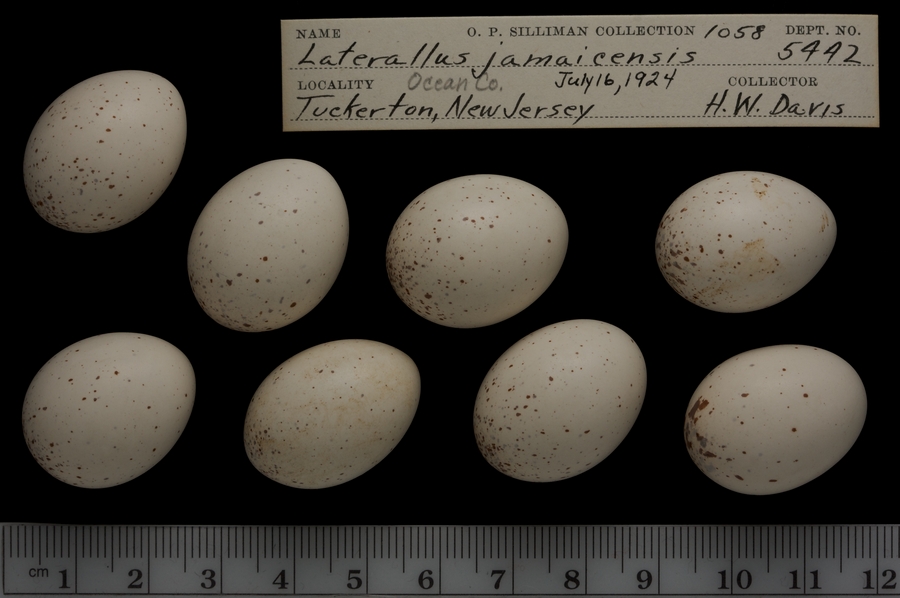 NAME O. P. SILLIMAN COLLECTION 1058 DEPT. NO.
Laterallus jamaicensis 5442
LOCALITY Ocean Co. July 16, 1924 COLLECTOR
Tuckerton, New Jersey H. W. Davis
cm 1 2 3 4 5 6 7 8 9 10 11 12